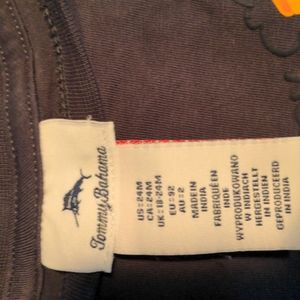 Tommy Bahama
US=24M
CA=24M
UK=18-24M
EU=92
AU=2
MADE IN
INDIA
FABRIQUÉ EN
INDE
WYPRODUKOWANO
W INDIACH
HERGESTELLT
IN INDIEN
GEPRODUCEERD
IN INDIA